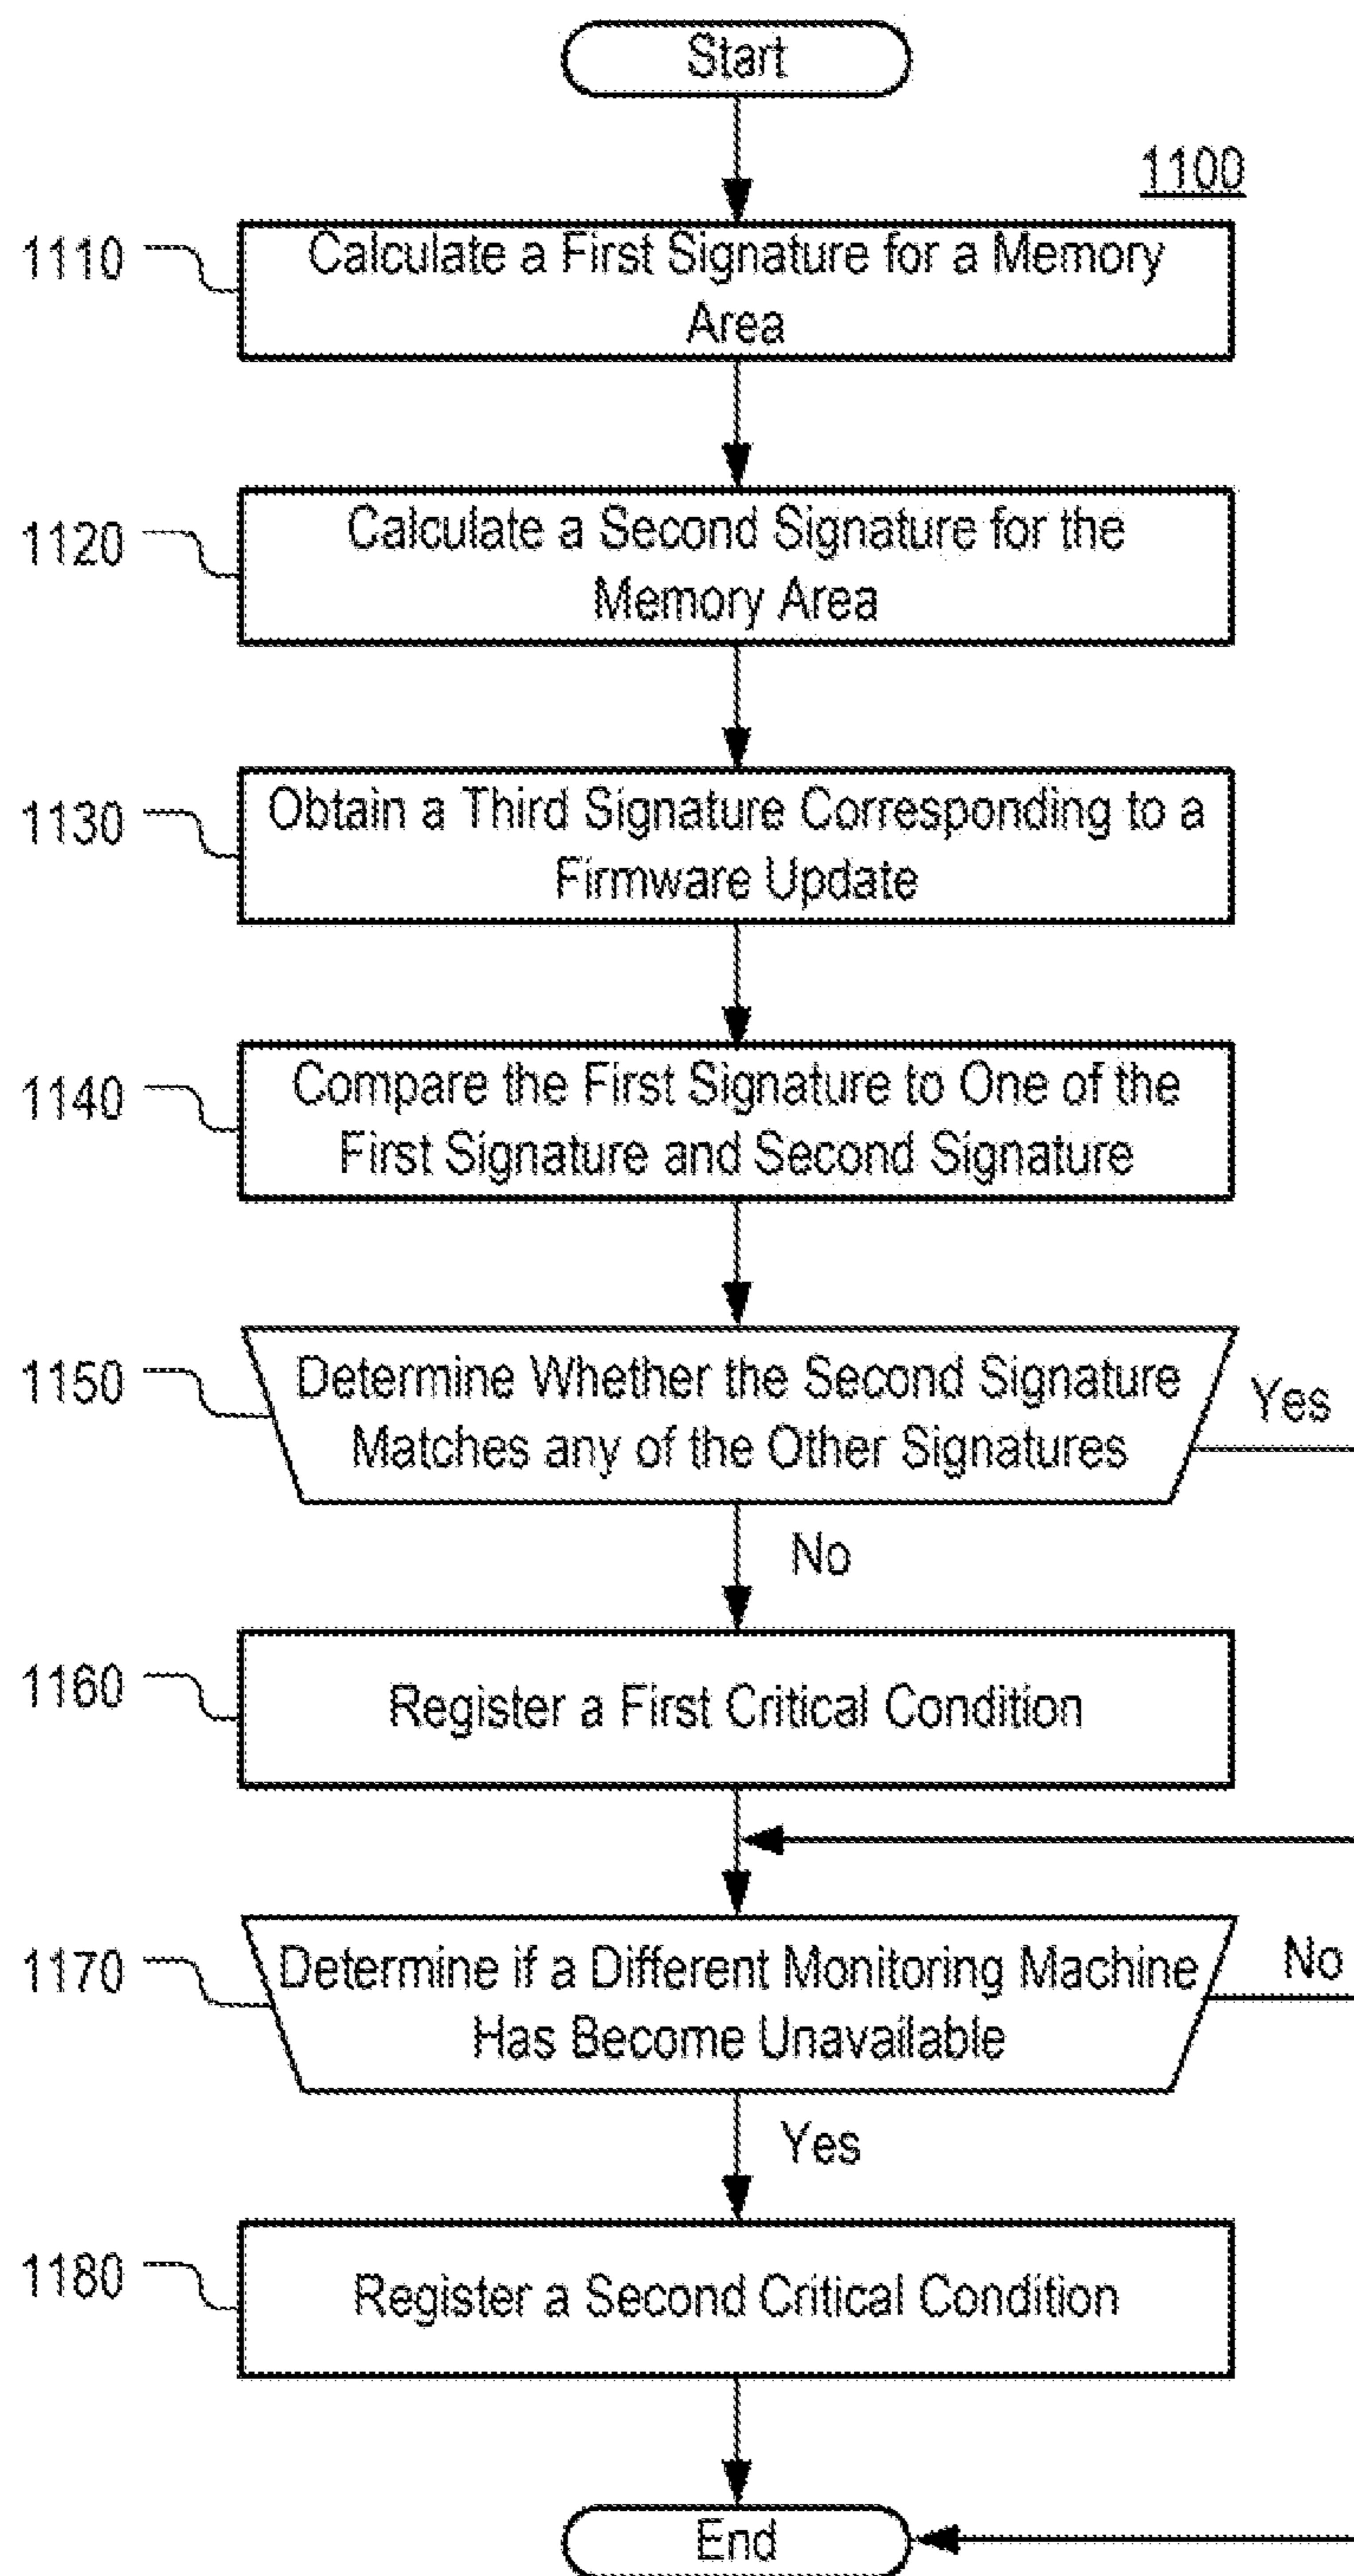 Start
1100
1110
Calculate a First Signature for a Memory
Area
1120
Calculate a Second Signature for the
Memory Area
1130
Obtain a Third Signature Corresponding to a
Firmware Update
1140
Compare the First Signature to One of the
First Signature and Second Signature
1150
Determine Whether the Second Signature
Matches any of the Other Signatures
Yes
No
1160
Register a First Critical Condition
1170
Determine if a Different Monitoring Machine
Has Become Unavailable
No
Yes
1180
Register a Second Critical Condition
End